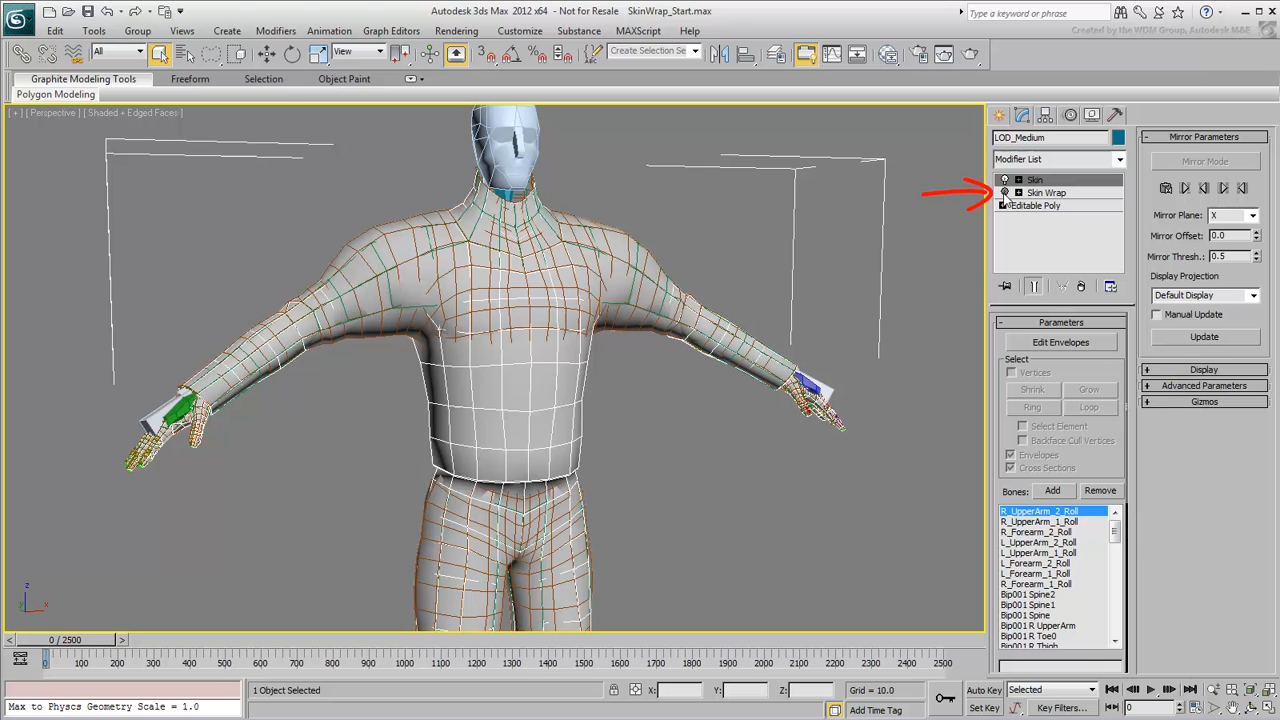 Autodesk 3ds Max 2012 x64 - Not for Resale SkinWrap_Start.max
Type a keyword or phrase
Created by the WDM Group, Autodesk M&E
Edit Tools Group Views Create Modifiers Animation Graph Editors Rendering Customize Substance MAXScript Help
All View Create Selection Se
Graphite Modeling Tools Freeform Selection Object Paint
Polygon Modeling
[ + ] [ Perspective ] [ Shaded + Edged Faces ]
LOD_Medium
Modifier List
Skin
Skin Wrap
Editable Poly
Parameters
Edit Envelopes
Select
Vertices
Shrink Grow
Ring Loop
Select Element
Backface Cull Vertices
Envelopes
Cross Sections
Bones: Add Remove
R_UpperArm_2_Roll
R_UpperArm_1_Roll
R_Forearm_2_Roll
L_UpperArm_2_Roll
L_UpperArm_1_Roll
L_Forearm_2_Roll
L_Forearm_1_Roll
R_Forearm_1_Roll
Bip001 Spine2
Bip001 Spine1
Bip001 Spine
Bip001 R UpperArm
Bip001 R Toe0
Bip001 R Thigh
Mirror Parameters
Mirror Mode
Mirror Plane: X
Mirror Offset: 0.0
Mirror Thresh.: 0.5
Display Projection
Default Display
Manual Update
Update
Display
Advanced Parameters
Gizmos
z
y x
0 / 2500
0 100 200 300 400 500 600 700 800 900 1000 1100 1200 1300 1400 1500 1600 1700 1800 1900 2000 2100 2200 2300 2400 2500
1 Object Selected X: Y: Z: Grid = 10.0 Auto Key Selected
Max to Physcs Geometry Scale = 1.0 Add Time Tag Set Key Key Filters... 0